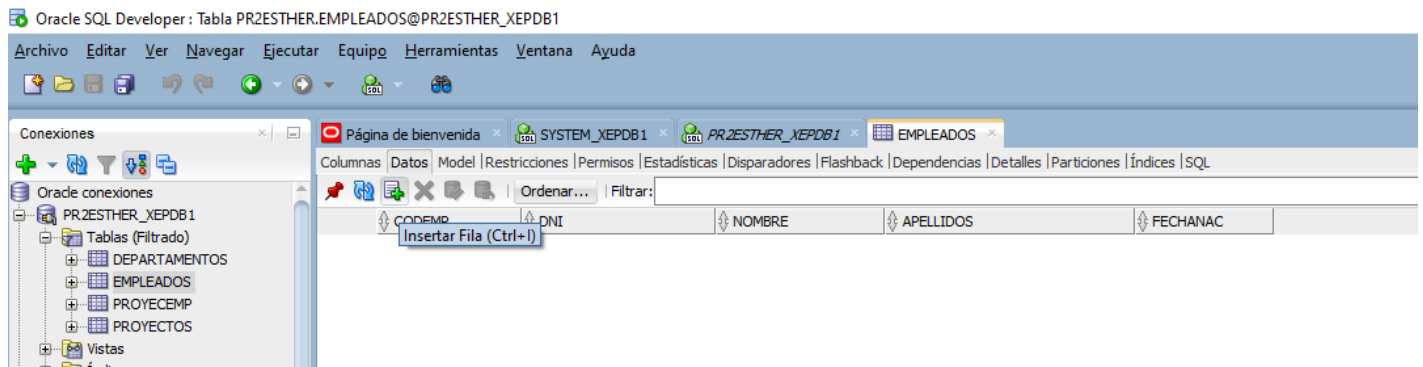 Oracle SQL Developer : Tabla PR2ESTHER.EMPLEADOS@PR2ESTHER_XEPDB1
Archivo Editar Ver Navegar Ejecutar Equipo Herramientas Ventana Ayuda
Conexiones
Oracle conexiones
PR2ESTHER_XEPDB1
Tablas (Filtrado)
DEPARTAMENTOS
EMPLEADOS
PROYECEMP
PROYECTOS
Vistas
Página de bienvenida SYSTEM_XEPDB1 PR2ESTHER_XEPDB1 EMPLEADOS
Columnas Datos Model |Restricciones |Permisos |Estadísticas |Disparadores |Flashback |Dependencias |Detalles |Particiones |Índices |SQL
Ordenar... Filtrar:
CODEMP DNI NOMBRE APELLIDOS FECHANAC
Insertar Fila (Ctrl+I)